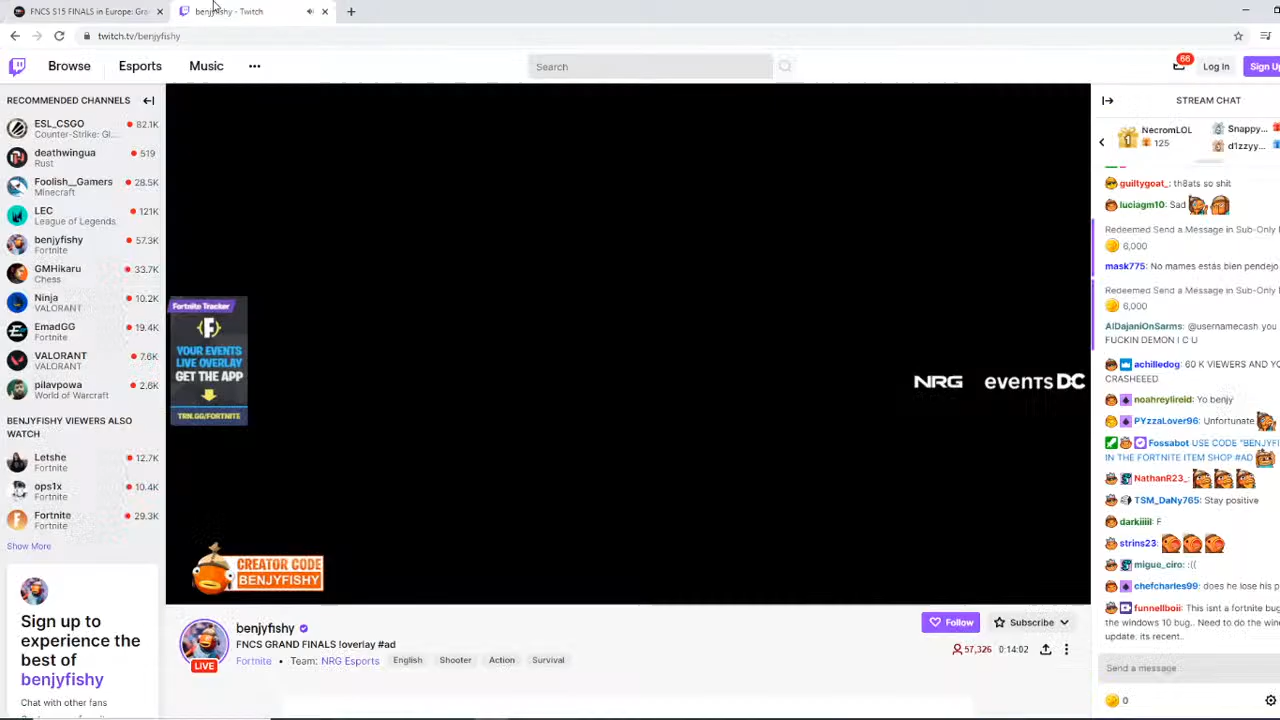 FNCS S15 FINALS in Europe: Gra
benjyfishy - Twitch
twitch.tv/benjyfishy
Browse
Esports
Music
Search
66
Log In
Sign Up
RECOMMENDED CHANNELS
ESL_CSGO
82.1K
Counter-Strike: Gl...
deathwingua
519
Rust
Foolish__Gamers
28.5K
Minecraft
LEC
121K
League of Legends
benjyfishy
57.3K
Fortnite
GMHikaru
33.7K
Chess
Ninja
10.2K
VALORANT
EmadGG
19.4K
Fortnite
VALORANT
7.6K
VALORANT
pilavpowa
2.6K
World of Warcraft
BENJYFISHY VIEWERS ALSO
WATCH
Letshe
12.7K
Fortnite
ops1x
10.4K
Fortnite
Fortnite
29.3K
Fortnite
Show More
Sign up to
experience the
best of
benjyfishy
Chat with other fans
Fortnite Tracker
YOUR EVENTS
LIVE OVERLAY
GET THE APP
TRN.GG/FORTNITE
NRG
events DC
CREATOR CODE
BENJYFISHY
benjyfishy
FNCS GRAND FINALS !overlay #ad
Fortnite • Team: NRG Esports
English
Shooter
Action
Survival
LIVE
Follow
Subscribe
57,326
0:14:02
STREAM CHAT
1
NecromLOL
125
Snappy...
d1zzyy...
guiltygoat_: th8ats so shit
luciagm10: Sad
Redeemed Send a Message in Sub-Only
6,000
mask775: No mames estás bien pendejo
Redeemed Send a Message in Sub-Only
6,000
AlDajaniOnSarms: @usernamecash you
FUCKIN DEMON I C U
achilledog: 60 K VIEWERS AND YO
CRASHEEED
noahreylireid: Yo benjy
PYzzaLover96: Unfortunate
Fossabot USE CODE "BENJYFI
IN THE FORTNITE ITEM SHOP #AD
NathanR23_:
TSM_DaNy765: Stay positive
darkiiiil: F
strins23:
migue_ciro: :((
chefcharles99: does he lose his p
funnellboii: This isnt a fortnite bug
the windows 10 bug.. Need to do the win
update, its recent..
Send a message
0